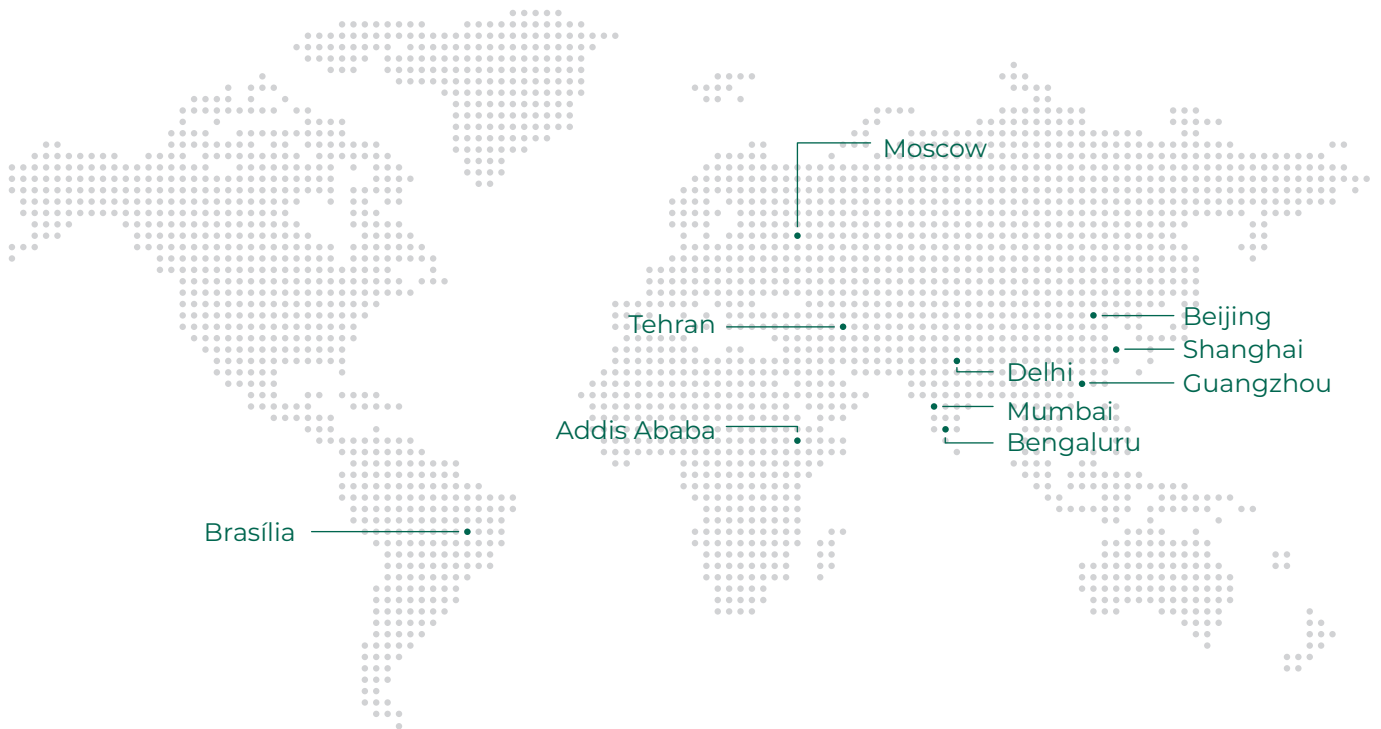 Moscow
Tehran
Beijing
Shanghai
Delhi
Guangzhou
Mumbai
Addis Ababa
Bengaluru
Brasília